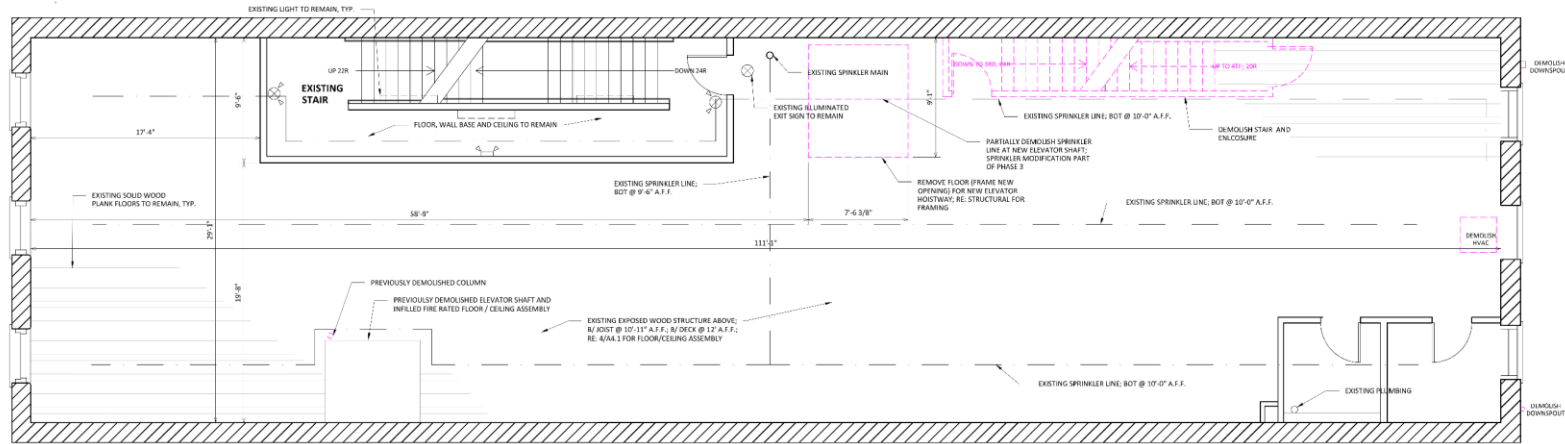 EXISTING LIGHT TO REMAIN, TYP.
UP 22R
DOWN 24R
EXISTING
STAIR
9'-6"
17'-4"
FLOOR, WALL BASE AND CEILING TO REMAIN
EXISTING SPINKLER MAIN
EXISTING ILLUMINATED
EXIT SIGN TO REMAIN
9'-1"
DOWN TO 3RD; 24R
UP TO 4TH; 20R
DEMOLISH
DOWNSPOU
EXISTING SPRINKLER LINE; BOT @ 10'-0" A.F.F.
DEMOLISH STAIR AND
ENLCOSURE
PARTIALLY DEMOLISH SPRINKLER
LINE AT NEW ELEVATOR SHAFT;
SPRINKLER MODIFICATION PART
OF PHASE 3
EXISTING SPRINKLER LINE;
BOT @ 9'-6" A.F.F.
REMOVE FLOOR (FRAME NEW
OPENING) FOR NEW ELEVATOR
HOISTWAY; RE: STRUCTURAL FOR
FRAMING
EXISTING SOLID WOOD
PLANK FLOORS TO REMAIN, TYP.
58'-9"
7'-6 3/8"
EXISTING SPRINKLER LINE; BOT @ 10'-0" A.F.F.
29'-1"
111'-1"
DEMOLISH
HVAC
19'-8"
PREVIOUSLY DEMOLISHED COLUMN
PREVIOULSY DEMOLISHED ELEVATOR SHAFT AND
INFILLED FIRE RATED FLOOR / CEILING ASSEMBLY
EXISTING EXPOSED WOOD STRUCTURE ABOVE;
B/ JOIST @ 10'-11" A.F.F.; B/ DECK @ 12' A.F.F.;
RE: 4/A4.1 FOR FLOOR/CEILING ASSEMBLY
EXISTING SPRINKLER LINE; BOT @ 10'-0" A.F.F.
EXISTING PLUMBING
DEMOLISH
DOWNSPOUT